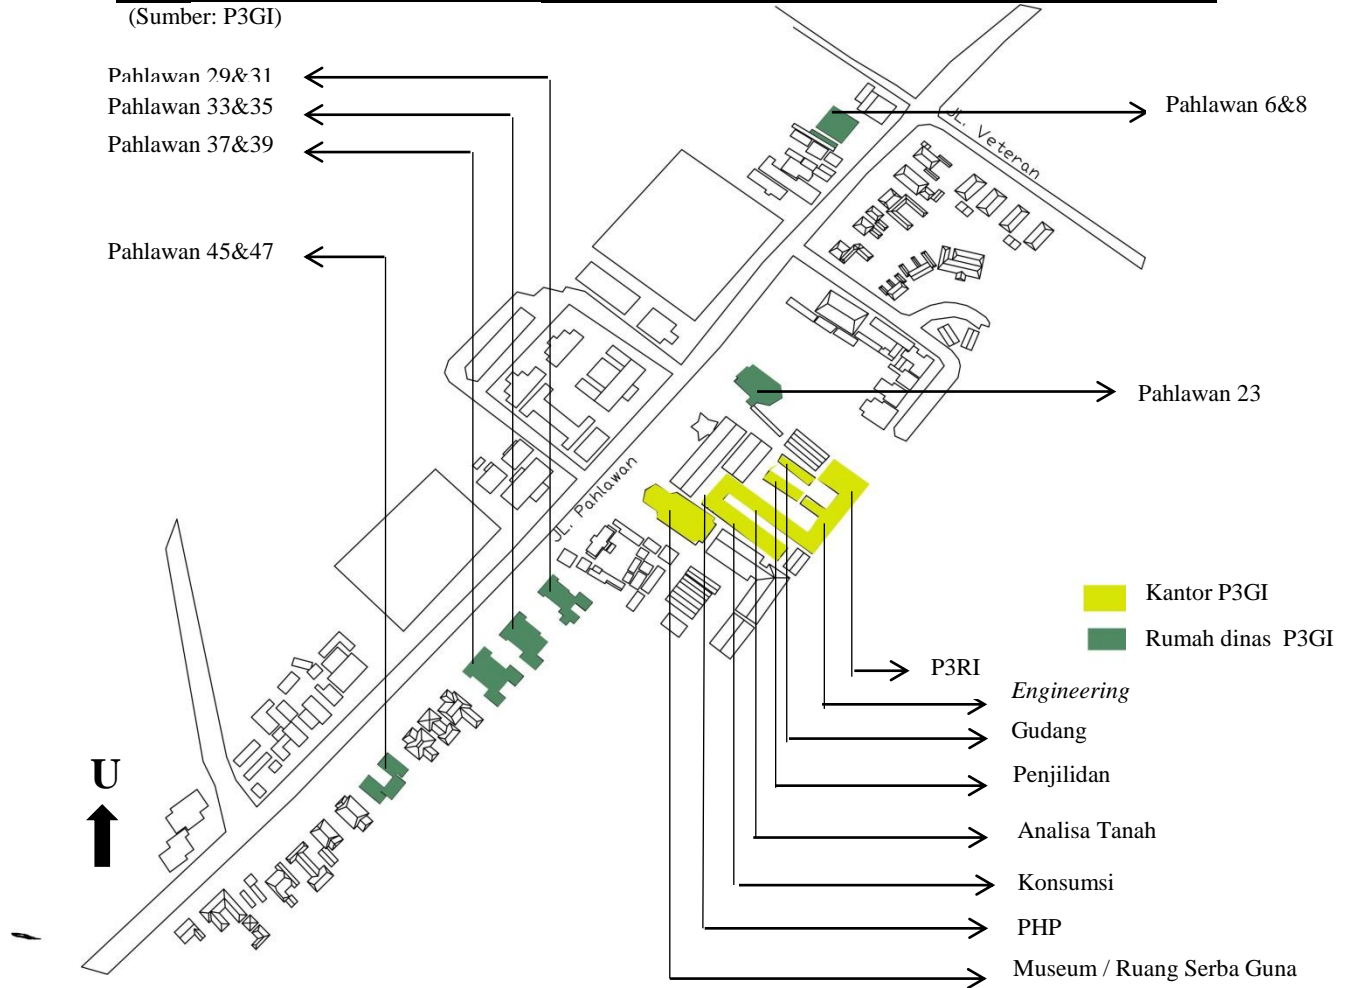 (Sumber: P3GI)
Pahlawan 29&31
Pahlawan 33&35
Pahlawan 37&39
Pahlawan 45&47
Pahlawan 6&8
JL. Veteran
Pahlawan 23
JL. Pahlawan
Kantor P3GI
Rumah dinas P3GI
P3RI
Engineering
Gudang
Penjilidan
Analisa Tanah
Konsumsi
PHP
Museum / Ruang Serba Guna
U